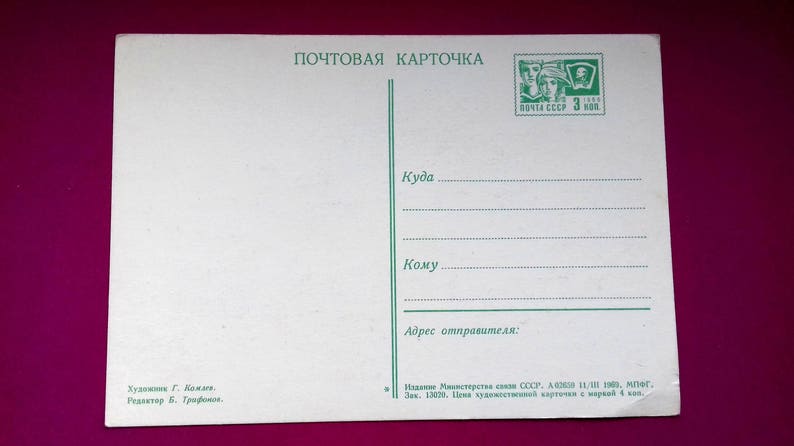 ПОЧТОВАЯ КАРТОЧКА
1966
ПОЧТА СССР 3 КОП.
Куда
Кому
Адрес отправителя:
Художник Г. Комлев.
Редактор Б. Трифонов.
*
Издание Министерства связи СССР. А 02659 11/III 1969. МПФГ.
Зак. 13020. Цена художественной карточки с маркой 4 коп.